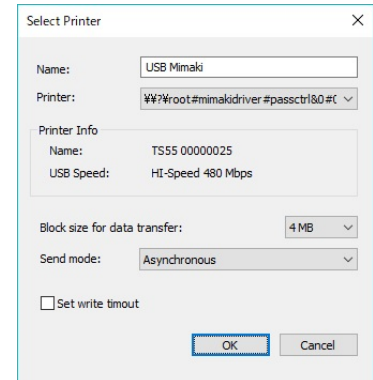 Select Printer
Name: USB Mimaki
Printer: ¥¥?¥root#mimakidriver#passctrl&0#
Printer Info
Name: TS55 00000025
USB Speed: HI-Speed 480 Mbps
Block size for data transfer: 4 MB
Send mode: Asynchronous
Set write timout
OK Cancel